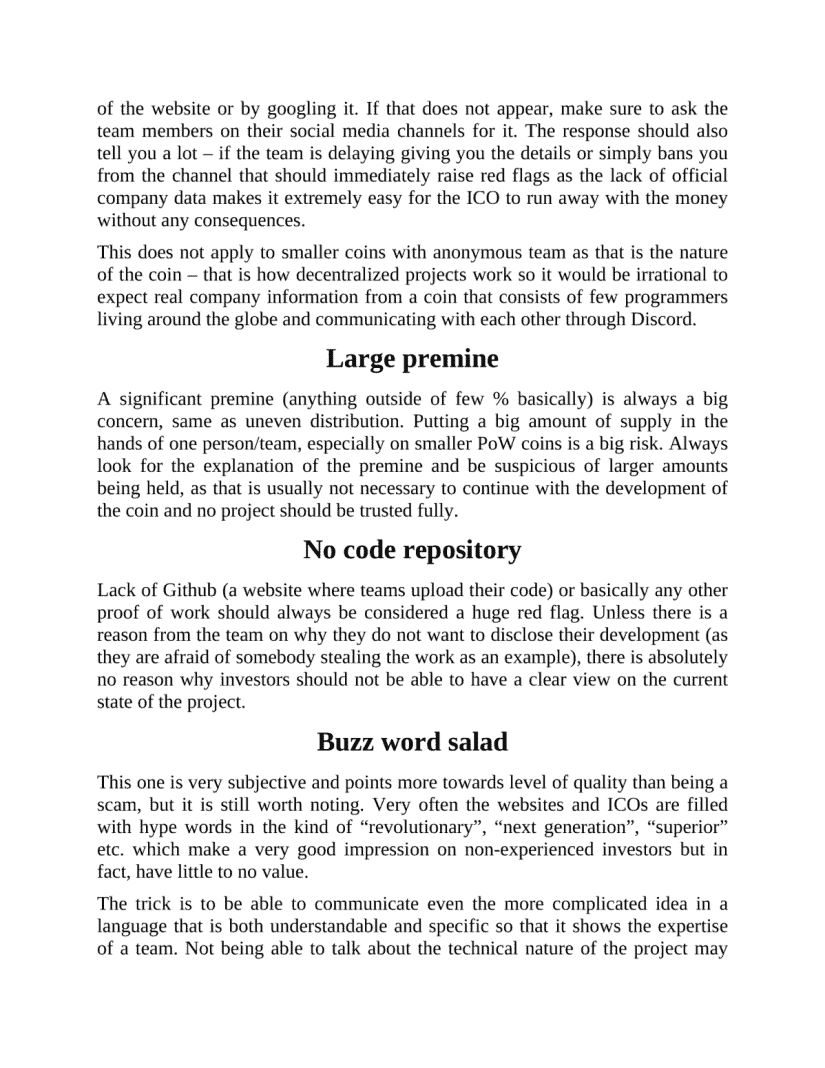 of the website or by googling it. If that does not appear, make sure to ask the
team members on their social media channels for it. The response should also
tell you a lot – if the team is delaying giving you the details or simply bans you
from the channel that should immediately raise red flags as the lack of official
company data makes it extremely easy for the ICO to run away with the money
without any consequences.
This does not apply to smaller coins with anonymous team as that is the nature
of the coin – that is how decentralized projects work so it would be irrational to
expect real company information from a coin that consists of few programmers
living around the globe and communicating with each other through Discord.
Large premine
A significant premine (anything outside of few % basically) is always a big
concern, same as uneven distribution. Putting a big amount of supply in the
hands of one person/team, especially on smaller PoW coins is a big risk. Always
look for the explanation of the premine and be suspicious of larger amounts
being held, as that is usually not necessary to continue with the development of
the coin and no project should be trusted fully.
No code repository
Lack of Github (a website where teams upload their code) or basically any other
proof of work should always be considered a huge red flag. Unless there is a
reason from the team on why they do not want to disclose their development (as
they are afraid of somebody stealing the work as an example), there is absolutely
no reason why investors should not be able to have a clear view on the current
state of the project.
Buzz word salad
This one is very subjective and points more towards level of quality than being a
scam, but it is still worth noting. Very often the websites and ICOs are filled
with hype words in the kind of “revolutionary”, “next generation”, “superior”
etc. which make a very good impression on non-experienced investors but in
fact, have little to no value.
The trick is to be able to communicate even the more complicated idea in a
language that is both understandable and specific so that it shows the expertise
of a team. Not being able to talk about the technical nature of the project may